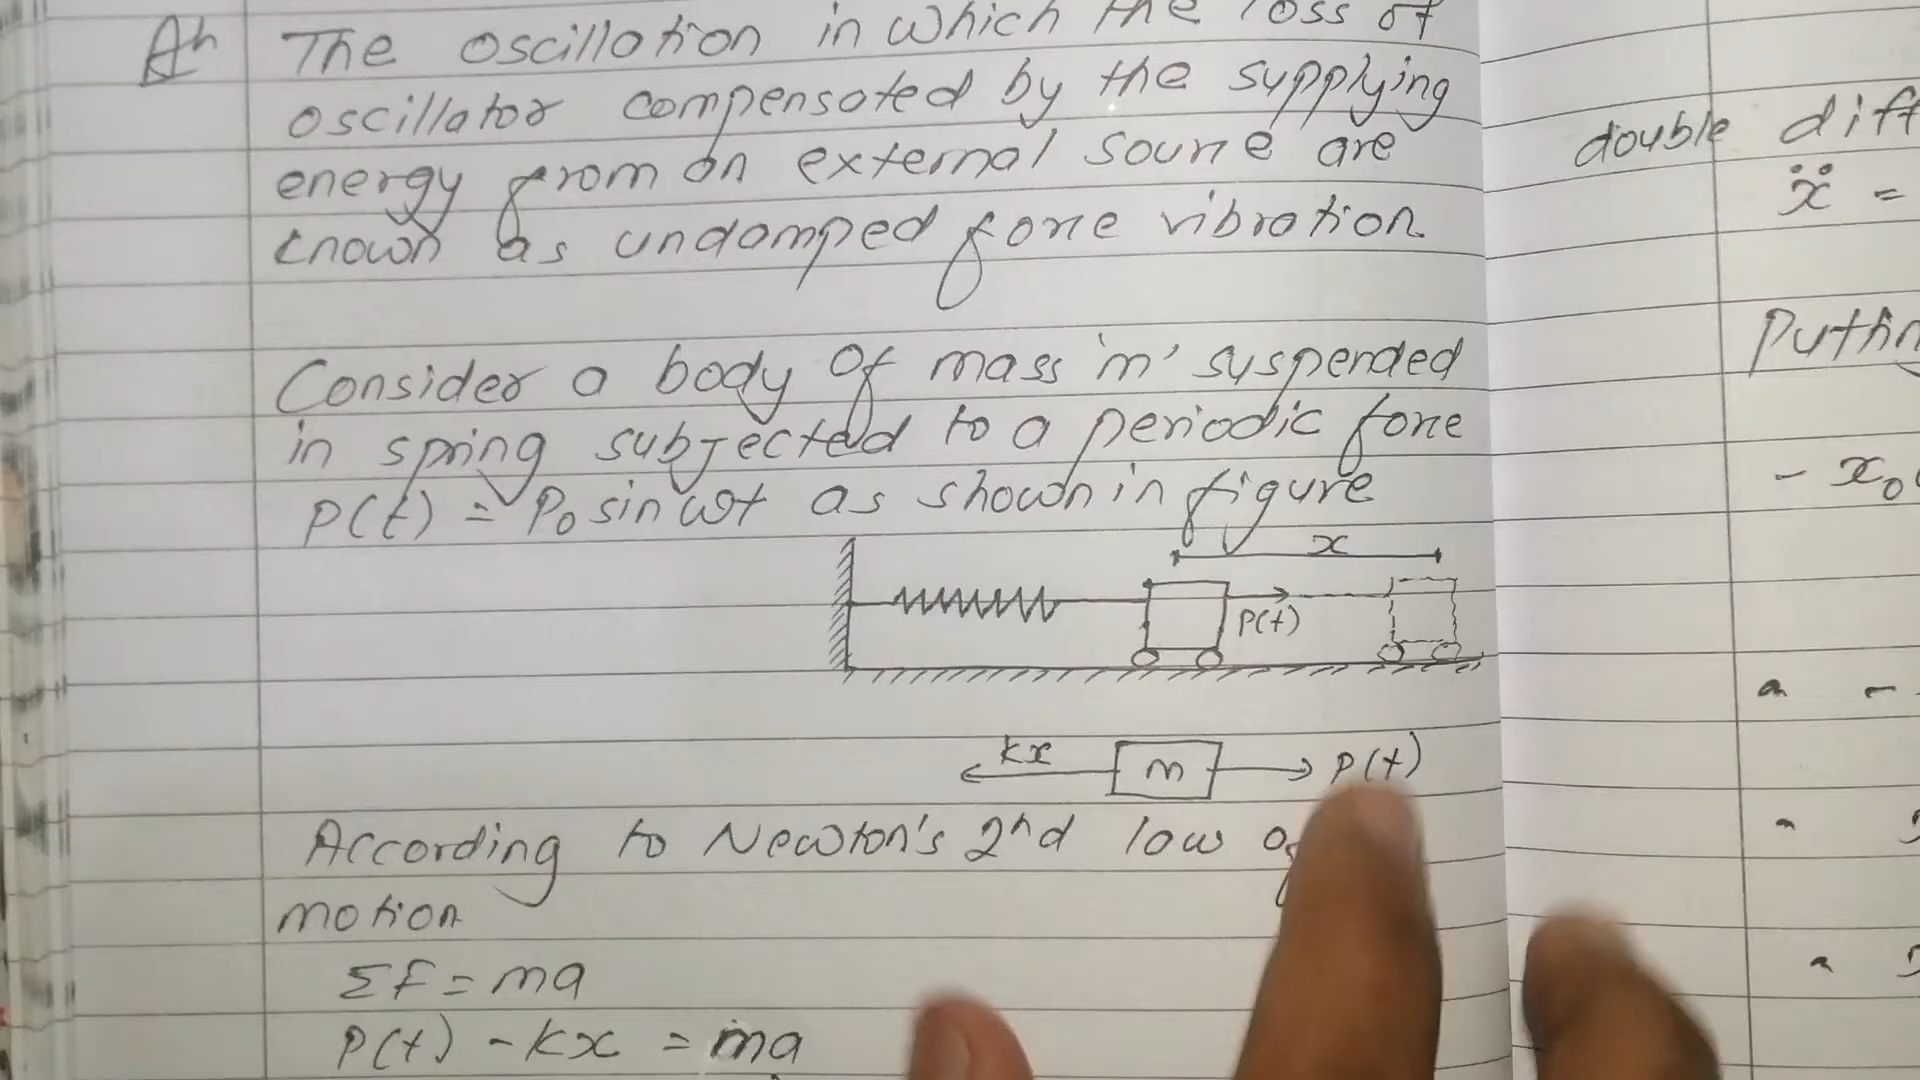 Ah
The oscillation in which the loss of
oscillator compensated by the supplying
energy from an external source are
known as undamped force vibration.
Consider a body of mass 'm' suspended
in spring subjected to a periodic force
P(t) = P₀ sin ωt as shown in figure
x
P(t)
kx m P(t)
According to Newton's 2nd law of
motion
ΣF = ma
P(t) - kx = ma
double diff
ẍ =
Puttin
- x₀